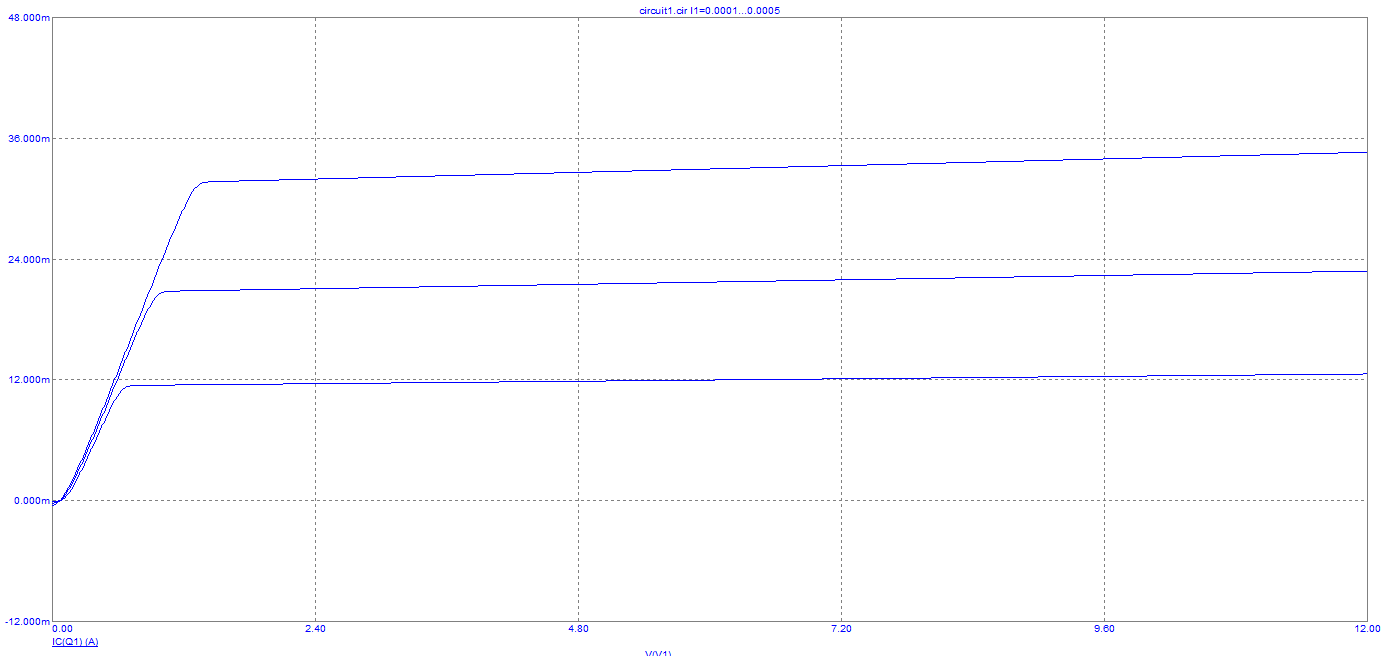 circuit1.cir I1=0.0001...0.0005
48.000m
36.000m
24.000m
12.000m
0.000m
-12.000m
0.00 2.40 4.80 7.20 9.60 12.00
IC(Q1) (A)
V(V1)